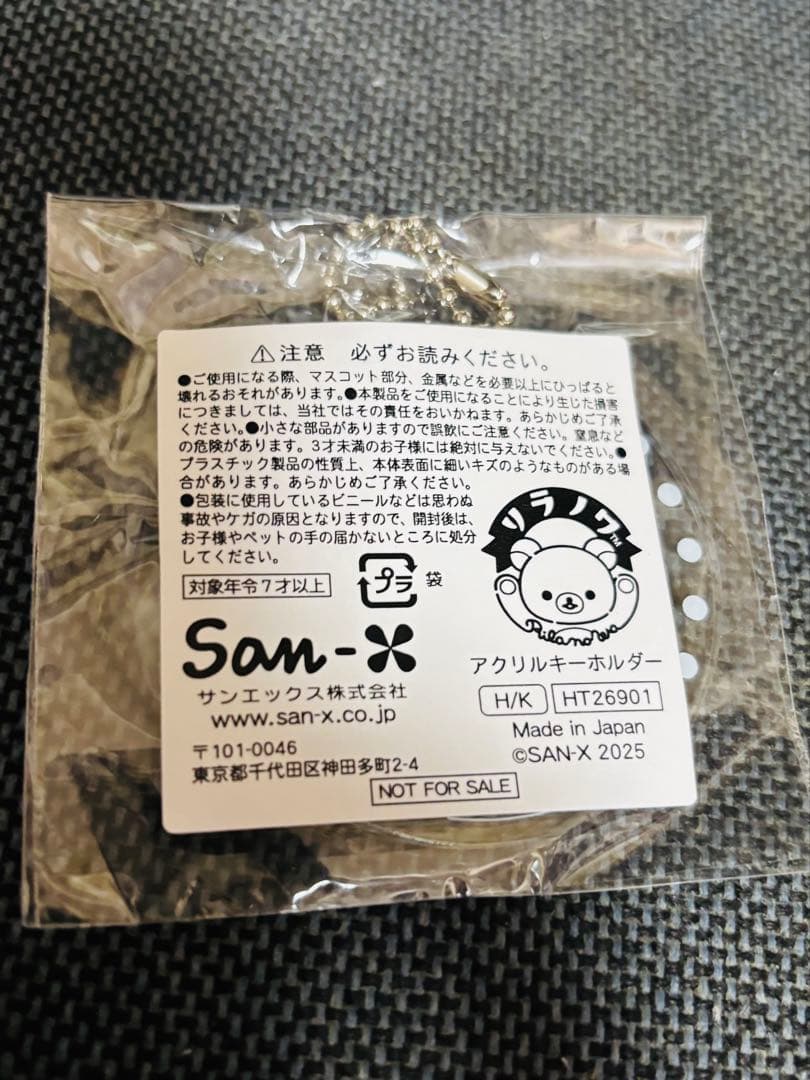 ⚠注意 必ずお読みください。
●ご使用になる際、マスコット部分、金属などを必要以上にひっぱると
壊れるおそれがあります。●本製品をご使用になることにより生じた損害
につきましては、当社ではその責任をおいかねます。あらかじめご了承
ください。●小さな部品がありますので誤飲にご注意ください。窒息など
の危険があります。3才未満のお子様には絶対に与えないでください。●
プラスチック製品の性質上、本体表面に細いキズのようなものがある場
合があります。あらかじめご了承ください。
●包装に使用しているビニールなどは思わぬ
事故やケガの原因となりますので、開封後は、
お子様やペットの手の届かないところに処分
してください。
対象年令7才以上
プラ 袋
リラノワ™
Rilanowa
San-X
サンエックス株式会社
www.san-x.co.jp
〒101-0046
東京都千代田区神田多町2-4
アクリルキーホルダー
H/K HT26901
Made in Japan
©SAN-X 2025
NOT FOR SALE